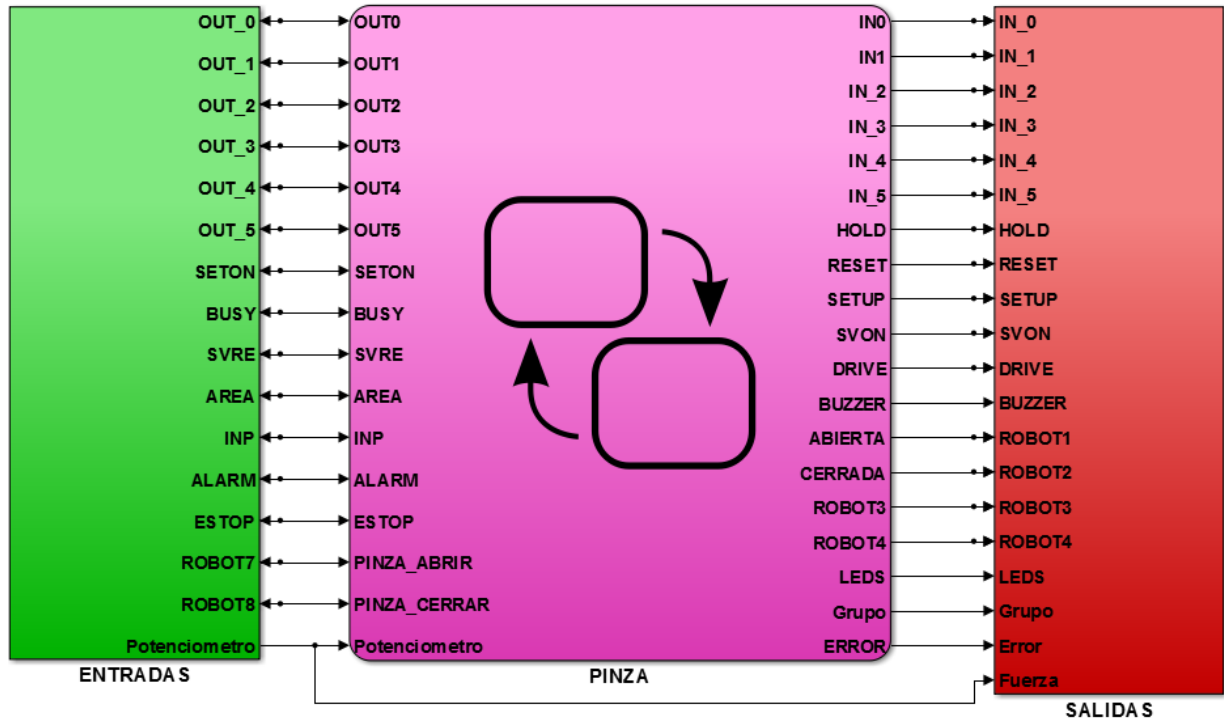 OUT_0
OUT_1
OUT_2
OUT_3
OUT_4
OUT_5
SETON
BUSY
SVRE
AREA
INP
ALARM
ESTOP
ROBOT7
ROBOT8
Potenciometro
ENTRADAS
OUT0
OUT1
OUT2
OUT3
OUT4
OUT5
SETON
BUSY
SVRE
AREA
INP
ALARM
ESTOP
PINZA_ABRIR
PINZA_CERRAR
Potenciometro
IN0
IN1
IN_2
IN_3
IN_4
IN_5
HOLD
RESET
SETUP
SVON
DRIVE
BUZZER
ABIERTA
CERRADA
ROBOT3
ROBOT4
LEDS
Grupo
ERROR
PINZA
IN_0
IN_1
IN_2
IN_3
IN_4
IN_5
HOLD
RESET
SETUP
SVON
DRIVE
BUZZER
ROBOT1
ROBOT2
ROBOT3
ROBOT4
LEDS
Grupo
Error
Fuerza
SALIDAS